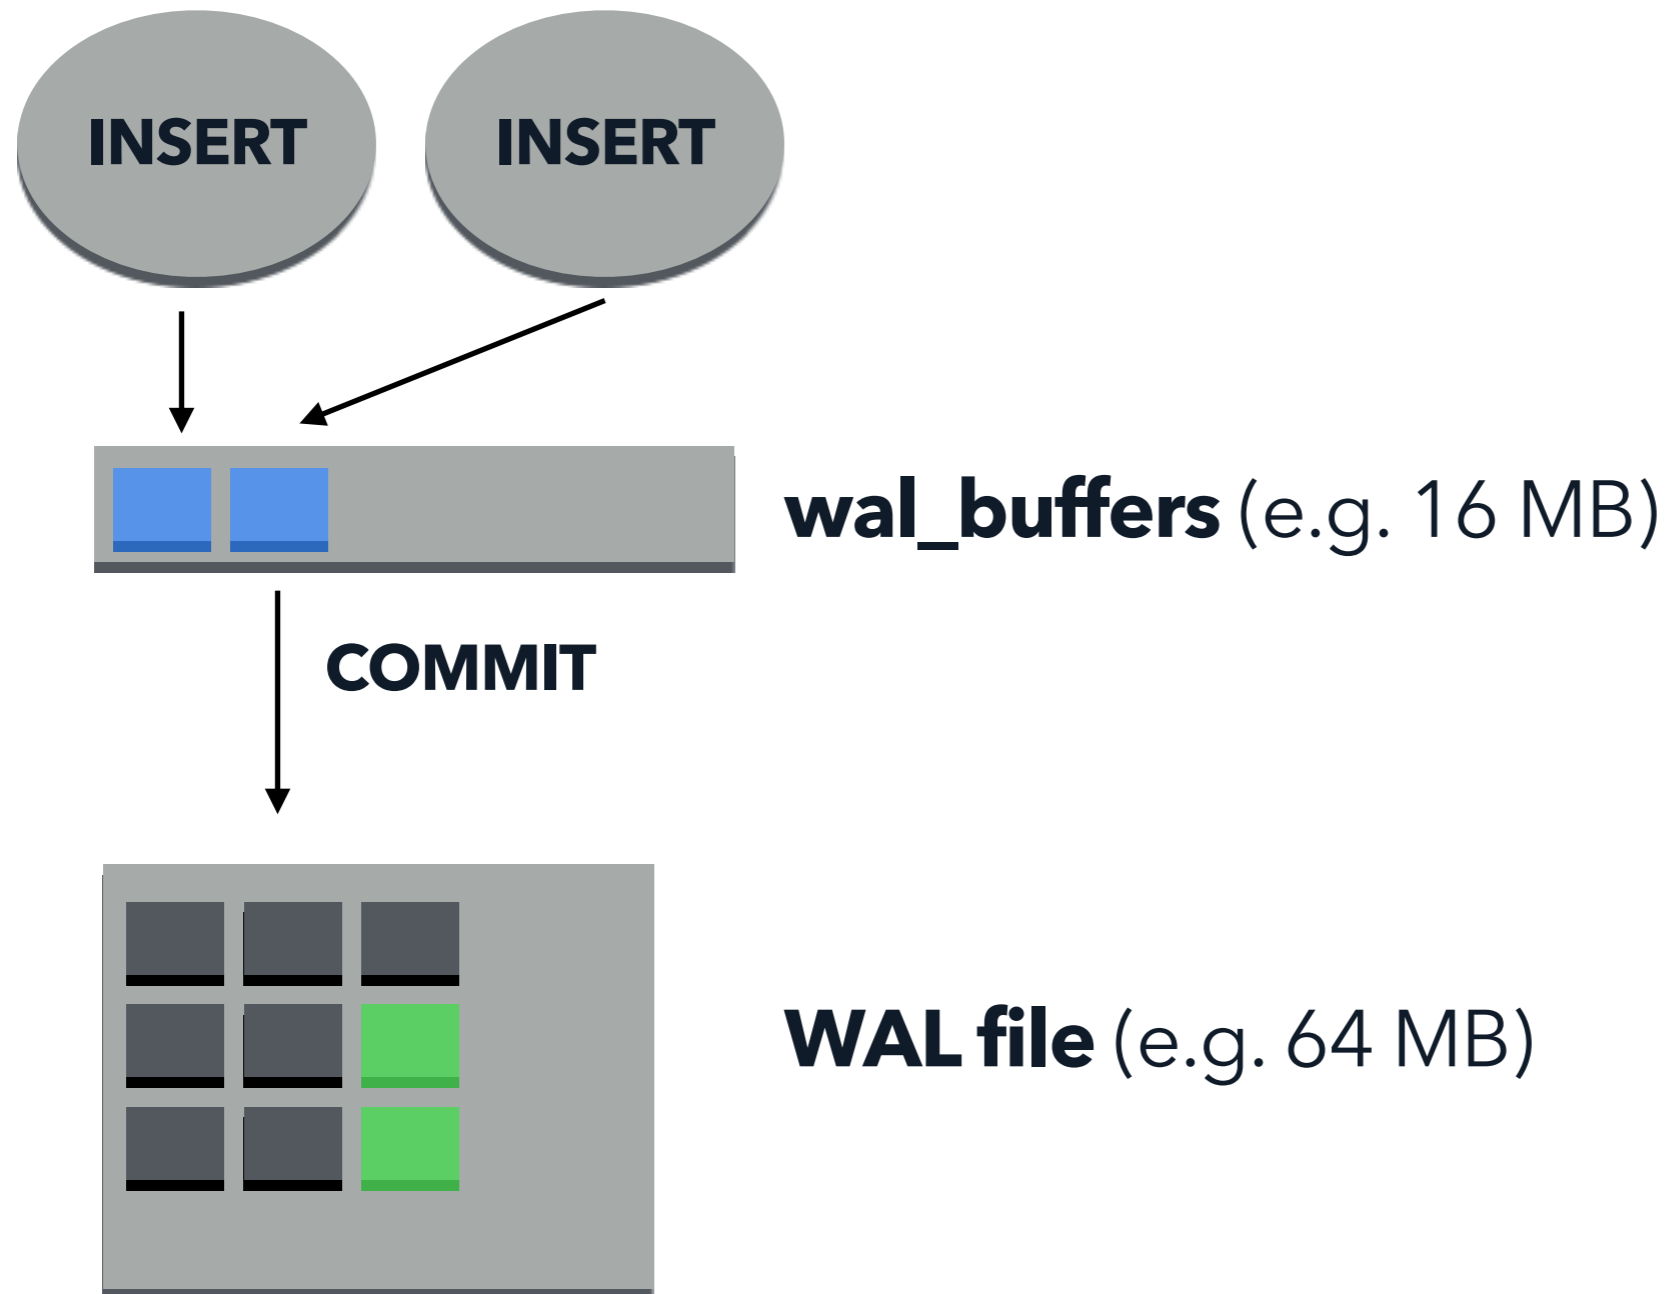 INSERT
INSERT
wal_buffers (e.g. 16 MB)
COMMIT
WAL file (e.g. 64 MB)